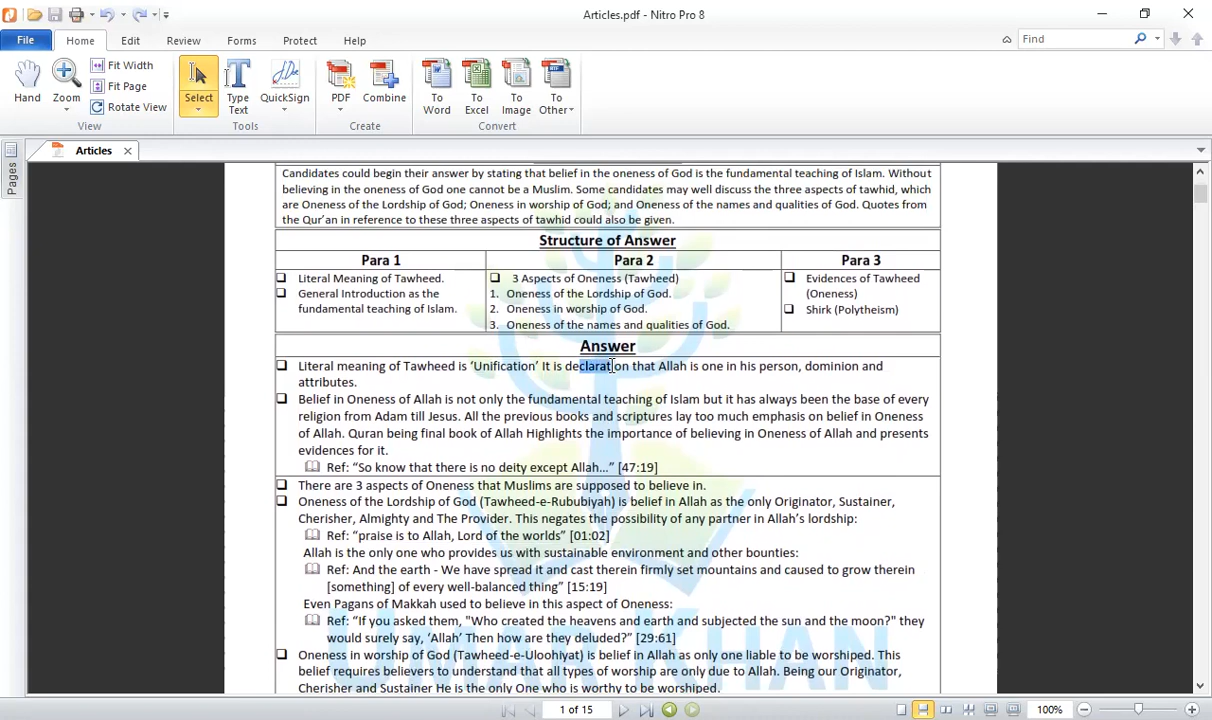 Articles.pdf - Nitro Pro 8
File Home Edit Review Forms Protect Help Find
Hand
Zoom
Fit Width
Fit Page
Rotate View
View
Select
Type Text
QuickSign
Tools
PDF
Combine
Create
To Word
To Excel
To Image
To Other
Convert
Articles
Pages
Candidates could begin their answer by stating that belief in the oneness of God is the fundamental teaching of Islam. Without
believing in the oneness of God one cannot be a Muslim. Some candidates may well discuss the three aspects of tawhid, which
are Oneness of the Lordship of God; Oneness in worship of God; and Oneness of the names and qualities of God. Quotes from
the Qur'an in reference to these three aspects of tawhid could also be given.
Structure of Answer
Para 1
Literal Meaning of Tawheed.
General Introduction as the
fundamental teaching of Islam.
Para 2
3 Aspects of Oneness (Tawheed)
1. Oneness of the Lordship of God.
2. Oneness in worship of God.
3. Oneness of the names and qualities of God.
Para 3
Evidences of Tawheed
(Oneness)
Shirk (Polytheism)
Answer
Literal meaning of Tawheed is ‘Unification’ It is declaration that Allah is one in his person, dominion and
attributes.
Belief in Oneness of Allah is not only the fundamental teaching of Islam but it has always been the base of every
religion from Adam till Jesus. All the previous books and scriptures lay too much emphasis on belief in Oneness
of Allah. Quran being final book of Allah Highlights the importance of believing in Oneness of Allah and presents
evidences for it.
Ref: “So know that there is no deity except Allah…” [47:19]
There are 3 aspects of Oneness that Muslims are supposed to believe in.
Oneness of the Lordship of God (Tawheed-e-Rububiyah) is belief in Allah as the only Originator, Sustainer,
Cherisher, Almighty and The Provider. This negates the possibility of any partner in Allah’s lordship:
Ref: “praise is to Allah, Lord of the worlds” [01:02]
Allah is the only one who provides us with sustainable environment and other bounties:
Ref: And the earth - We have spread it and cast therein firmly set mountains and caused to grow therein
[something] of every well-balanced thing” [15:19]
Even Pagans of Makkah used to believe in this aspect of Oneness:
Ref: “If you asked them, "Who created the heavens and earth and subjected the sun and the moon?" they
would surely say, ‘Allah’ Then how are they deluded?” [29:61]
Oneness in worship of God (Tawheed-e-Uloohiyat) is belief in Allah as only one liable to be worshiped. This
belief requires believers to understand that all types of worship are only due to Allah. Being our Originator,
Cherisher and Sustainer He is the only One who is worthy to be worshiped.
UMAR KHAN
1 of 15
100%